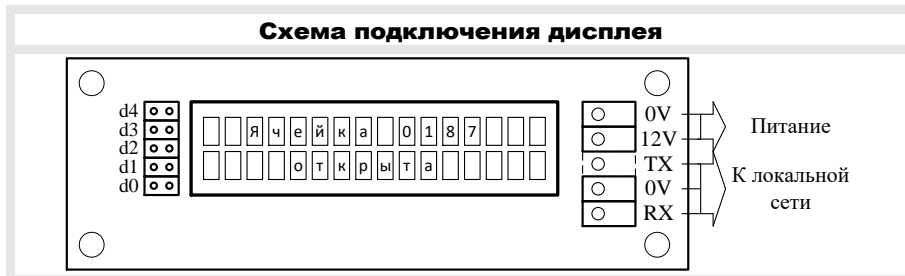 Схема подключения дисплея
d4
d3
d2
d1
d0
Ячейка 0187
открыта
0V
12V
TX
0V
RX
Питание
К локальной
сети